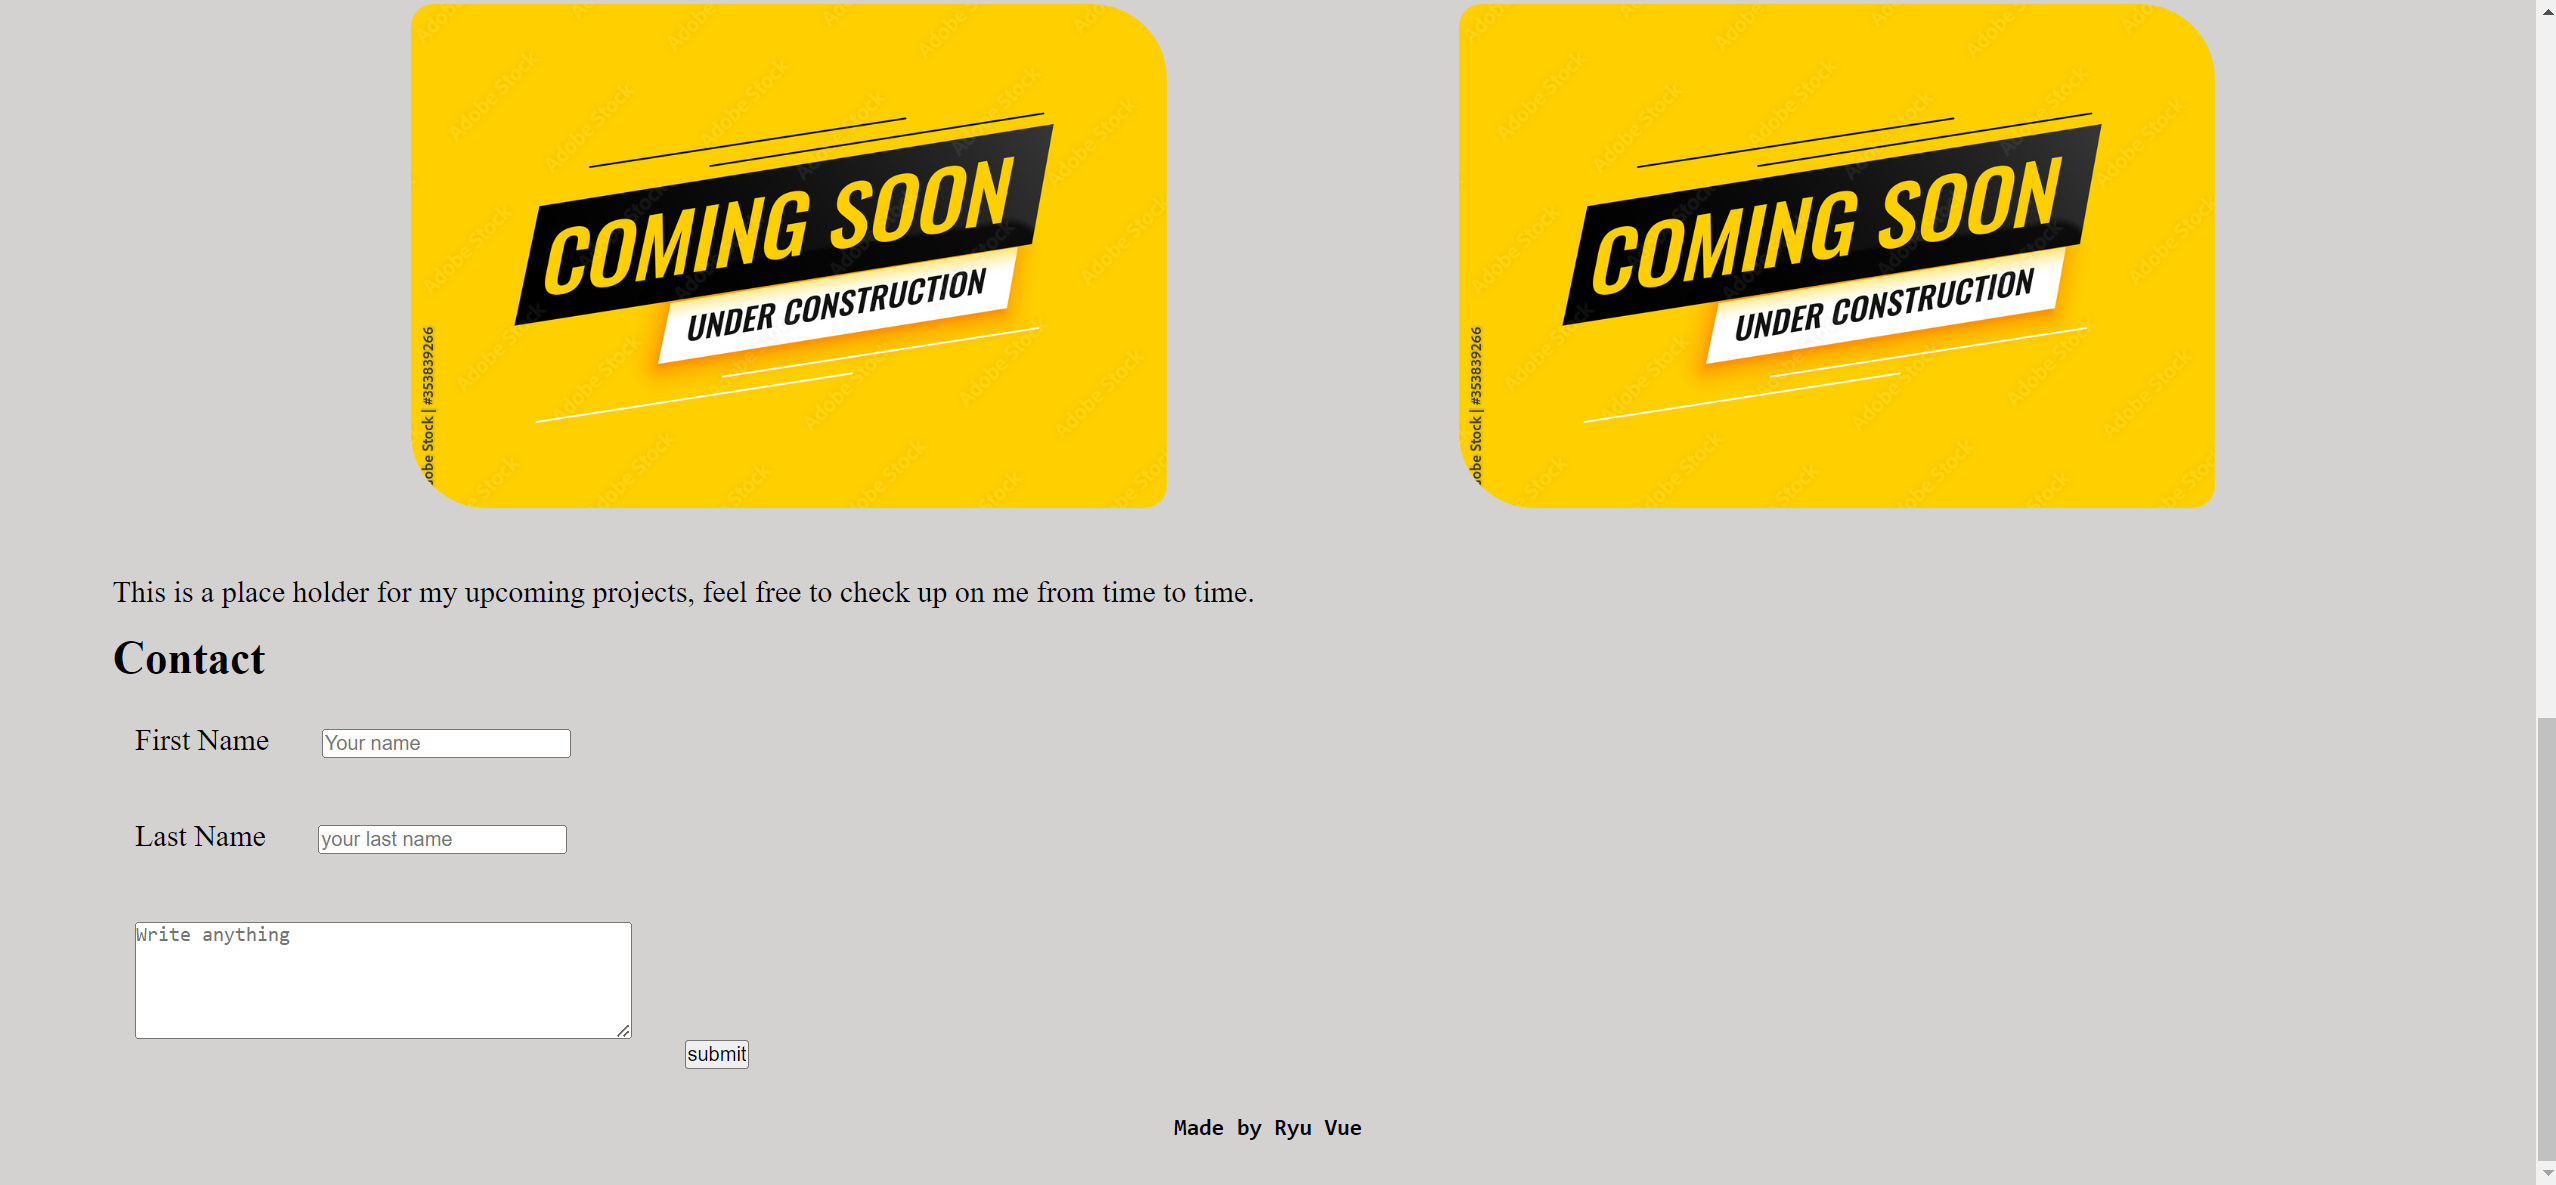 COMING SOON
UNDER CONSTRUCTION
obe Stock | #353839266
COMING SOON
UNDER CONSTRUCTION
obe Stock | #353839266
This is a place holder for my upcoming projects, feel free to check up on me from time to time.
Contact
First Name Your name
Last Name your last name
Write anything
submit
Made by Ryu Vue